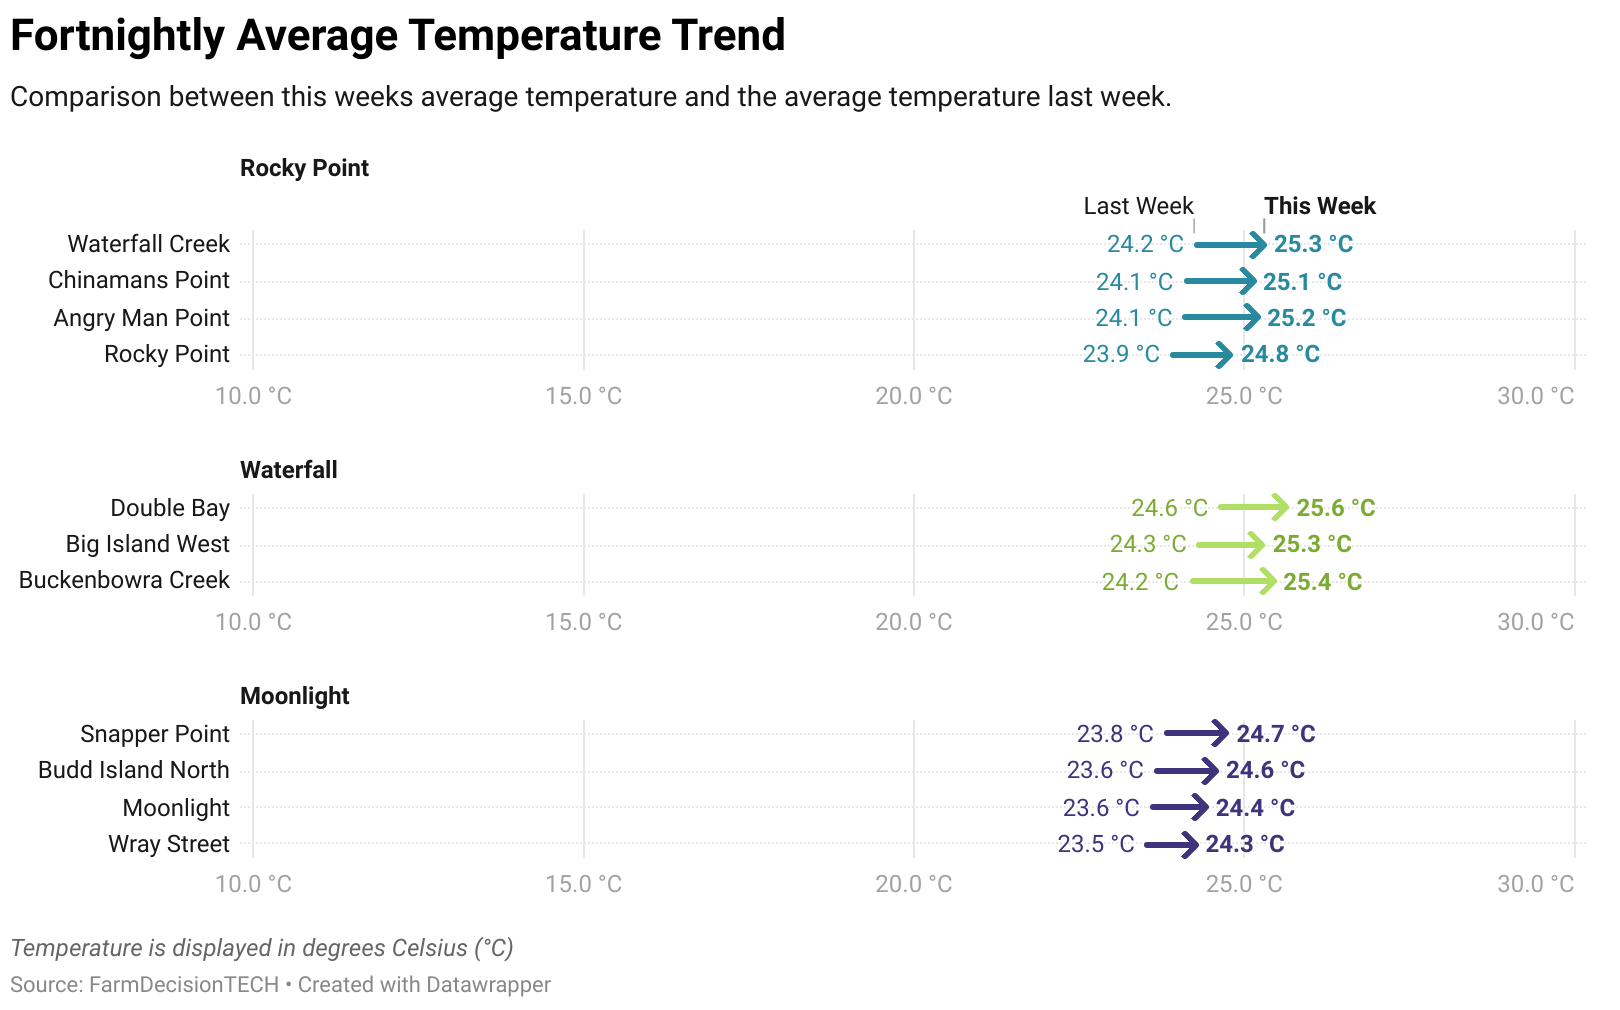 Fortnightly Average Temperature Trend
Comparison between this weeks average temperature and the average temperature last week.
Rocky Point
Last Week This Week
Waterfall Creek 24.2 °C 25.3 °C
Chinamans Point 24.1 °C 25.1 °C
Angry Man Point 24.1 °C 25.2 °C
Rocky Point 23.9 °C 24.8 °C
10.0 °C 15.0 °C 20.0 °C 25.0 °C 30.0 °C
Waterfall
Double Bay 24.6 °C 25.6 °C
Big Island West 24.3 °C 25.3 °C
Buckenbowra Creek 24.2 °C 25.4 °C
10.0 °C 15.0 °C 20.0 °C 25.0 °C 30.0 °C
Moonlight
Snapper Point 23.8 °C 24.7 °C
Budd Island North 23.6 °C 24.6 °C
Moonlight 23.6 °C 24.4 °C
Wray Street 23.5 °C 24.3 °C
10.0 °C 15.0 °C 20.0 °C 25.0 °C 30.0 °C
Temperature is displayed in degrees Celsius (°C)
Source: FarmDecisionTECH • Created with Datawrapper